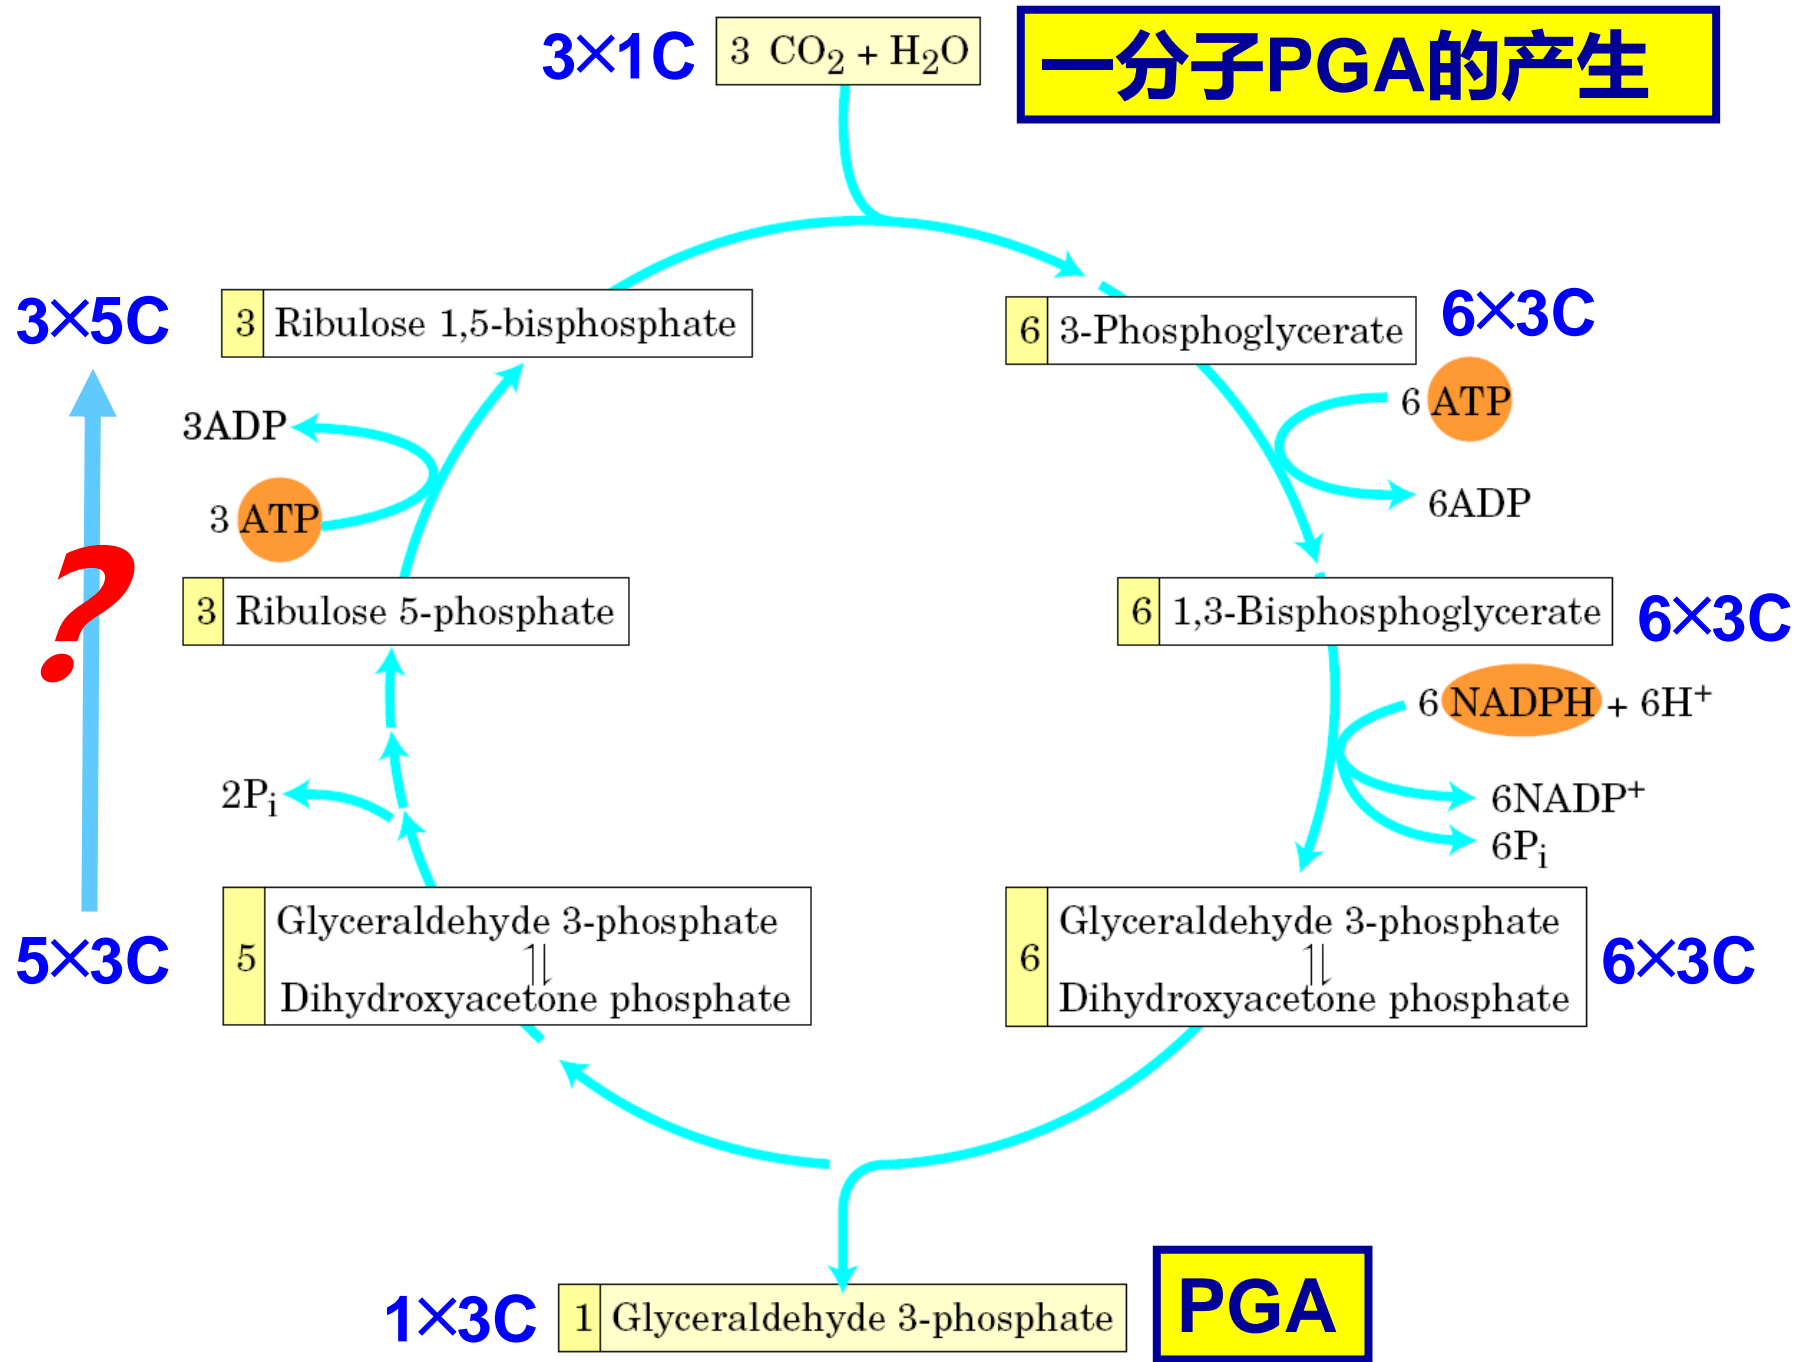 3×1C
3 CO₂ + H₂O
一分子PGA的产生
3×5C
3 Ribulose 1,5-bisphosphate
6 3-Phosphoglycerate
6×3C
3ADP
3 ATP
6 ATP
6ADP
?
3 Ribulose 5-phosphate
6 1,3-Bisphosphoglycerate
6×3C
6 NADPH + 6H⁺
6NADP⁺
6Pᵢ
2Pᵢ
5×3C
5
Glyceraldehyde 3-phosphate
⥮
Dihydroxyacetone phosphate
6
Glyceraldehyde 3-phosphate
⥮
Dihydroxyacetone phosphate
6×3C
1×3C
1 Glyceraldehyde 3-phosphate
PGA